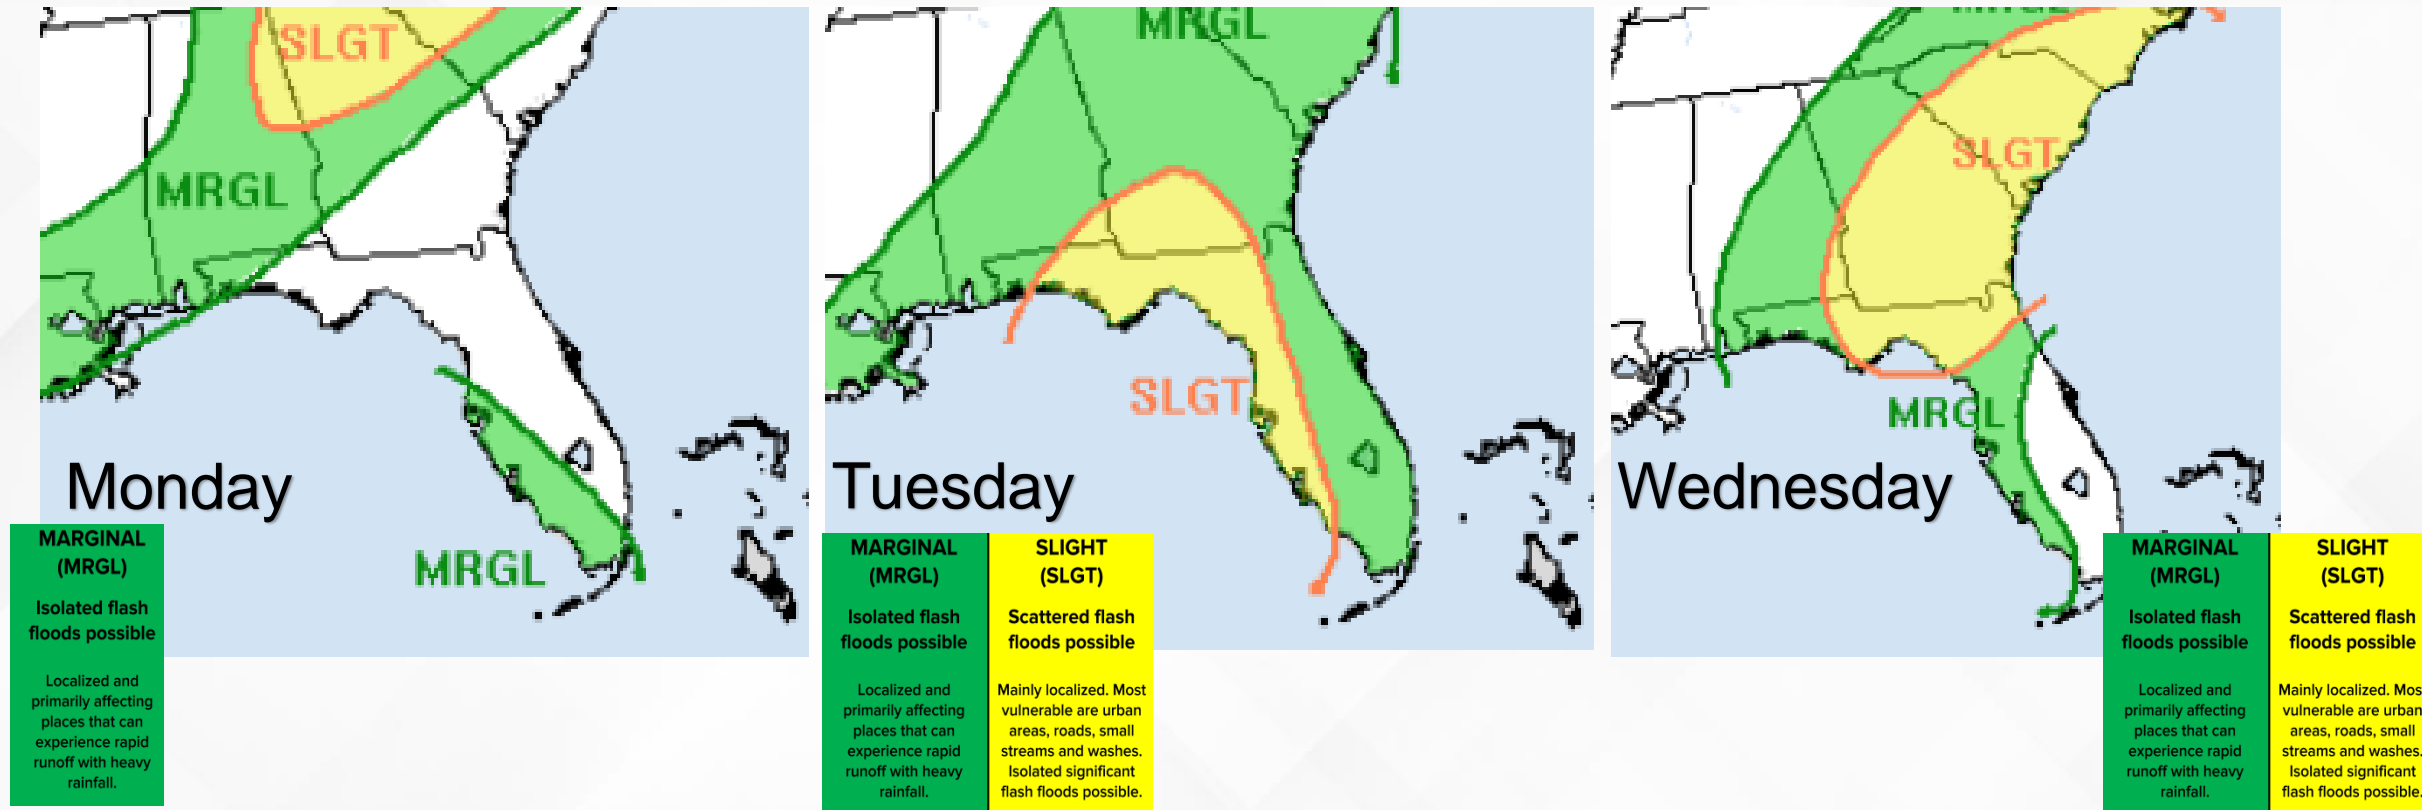 SLGT
MRGL
MRGL
Monday
MARGINAL
(MRGL)
Isolated flash
floods possible
Localized and
primarily affecting
places that can
experience rapid
runoff with heavy
rainfall.
MRGL
SLGT
Tuesday
MARGINAL
(MRGL)
Isolated flash
floods possible
Localized and
primarily affecting
places that can
experience rapid
runoff with heavy
rainfall.
SLIGHT
(SLGT)
Scattered flash
floods possible
Mainly localized. Most
vulnerable are urban
areas, roads, small
streams and washes.
Isolated significant
flash floods possible.
MRGL
SLGT
MRGL
Wednesday
MARGINAL
(MRGL)
Isolated flash
floods possible
Localized and
primarily affecting
places that can
experience rapid
runoff with heavy
rainfall.
SLIGHT
(SLGT)
Scattered flash
floods possible
Mainly localized. Mos
vulnerable are urban
areas, roads, small
streams and washes.
Isolated significant
flash floods possible.